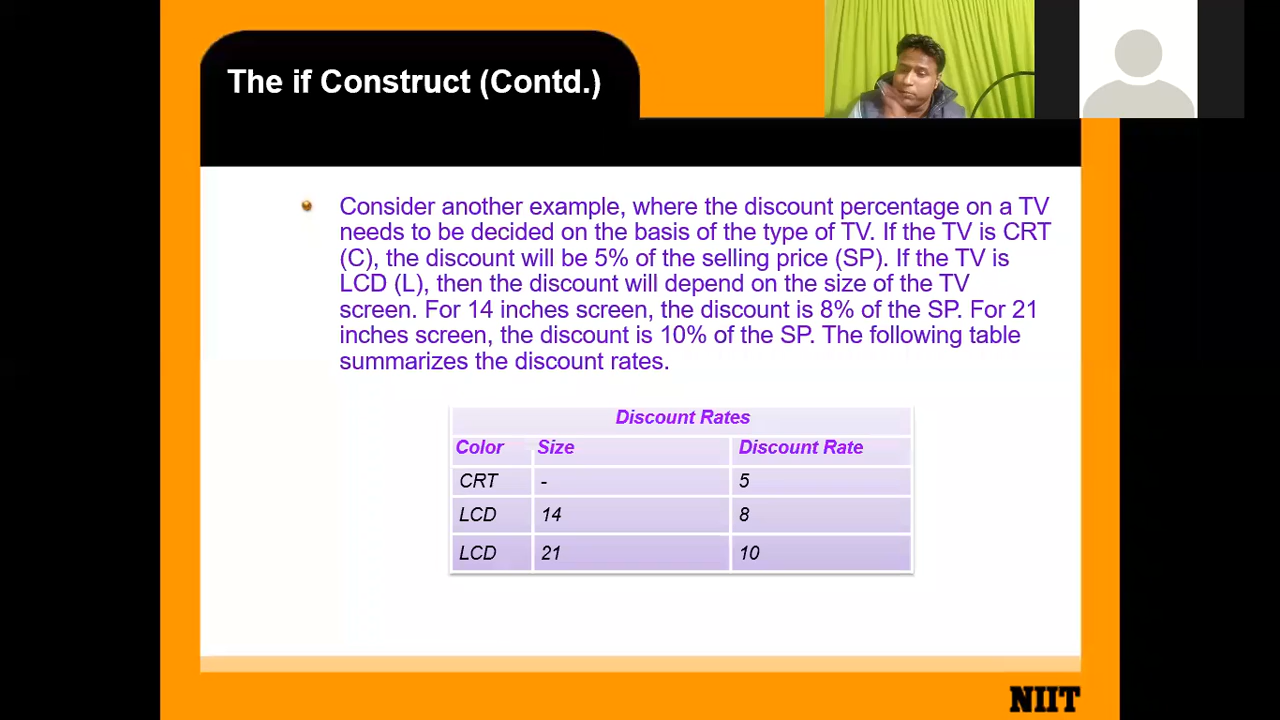 The if Construct (Contd.)
Consider another example, where the discount percentage on a TV
needs to be decided on the basis of the type of TV. If the TV is CRT
(C), the discount will be 5% of the selling price (SP). If the TV is
LCD (L), then the discount will depend on the size of the TV
screen. For 14 inches screen, the discount is 8% of the SP. For 21
inches screen, the discount is 10% of the SP. The following table
summarizes the discount rates.
Discount Rates
Color Size Discount Rate
CRT - 5
LCD 14 8
LCD 21 10
NIIT